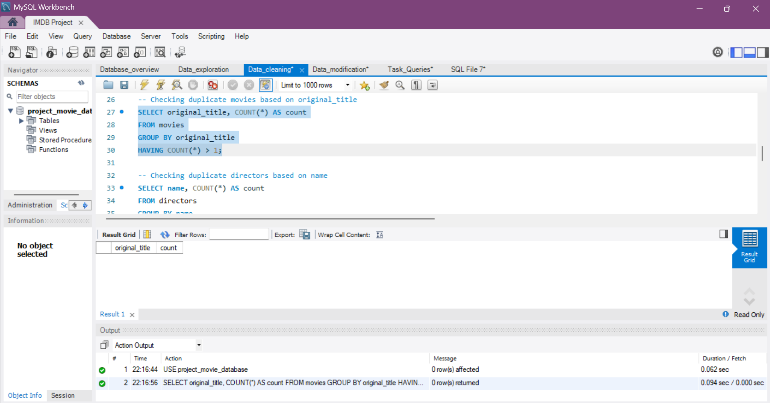 MySQL Workbench
IMDB Project ×
File Edit View Query Database Server Tools Scripting Help
Navigator
SCHEMAS
Filter objects
project_movie_dat
Tables
Views
Stored Procedure
Functions
Administration Sc
Information
No object
selected
Object Info Session
Database_overview Data_exploration Data_cleaning* × Data_modification* Task_Queries* SQL File 7*
Limit to 1000 rows
26 -- Checking duplicate movies based on original_title
27 SELECT original_title, COUNT(*) AS count
28 FROM movies
29 GROUP BY original_title
30 HAVING COUNT(*) > 1;
31
32 -- Checking duplicate directors based on name
33 SELECT name, COUNT(*) AS count
34 FROM directors
35 GROUP BY name
Result Grid Filter Rows: Export: Wrap Cell Content:
original_title count
Result
Grid
Result 1 × Read Only
Output
Action Output
# Time Action Message Duration / Fetch
1 22:16:44 USE project_movie_database 0 row(s) affected 0.062 sec
2 22:16:56 SELECT original_title, COUNT(*) AS count FROM movies GROUP BY original_title HAVIN... 0 row(s) returned 0.094 sec / 0.000 sec